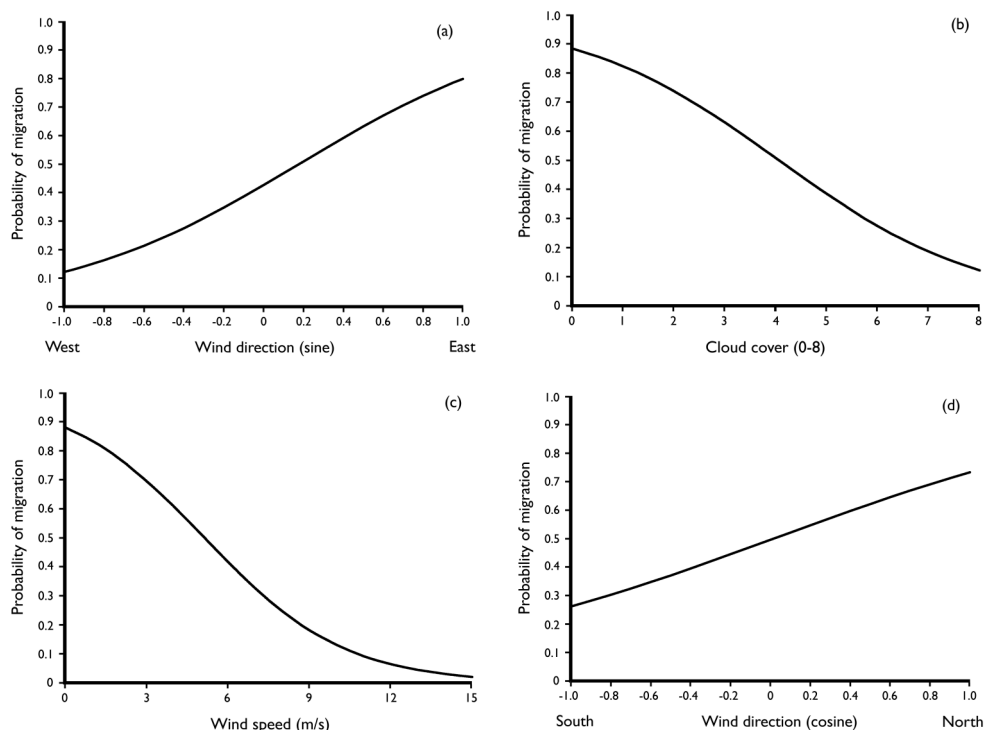 (a)
Probability of migration
1.0
0.9
0.8
0.7
0.6
0.5
0.4
0.3
0.2
0.1
0
-1.0 -0.8 -0.6 -0.4 -0.2 0 0.2 0.4 0.6 0.8 1.0
West Wind direction (sine) East
(b)
Probability of migration
1.0
0.9
0.8
0.7
0.6
0.5
0.4
0.3
0.2
0.1
0
0 1 2 3 4 5 6 7 8
Cloud cover (0-8)
(c)
Probability of migration
1.0
0.9
0.8
0.7
0.6
0.5
0.4
0.3
0.2
0.1
0
0 3 6 9 12 15
Wind speed (m/s)
(d)
Probability of migration
1.0
0.9
0.8
0.7
0.6
0.5
0.4
0.3
0.2
0.1
0
-1.0 -0.8 -0.6 -0.4 -0.2 0 0.2 0.4 0.6 0.8 1.0
South Wind direction (cosine) North